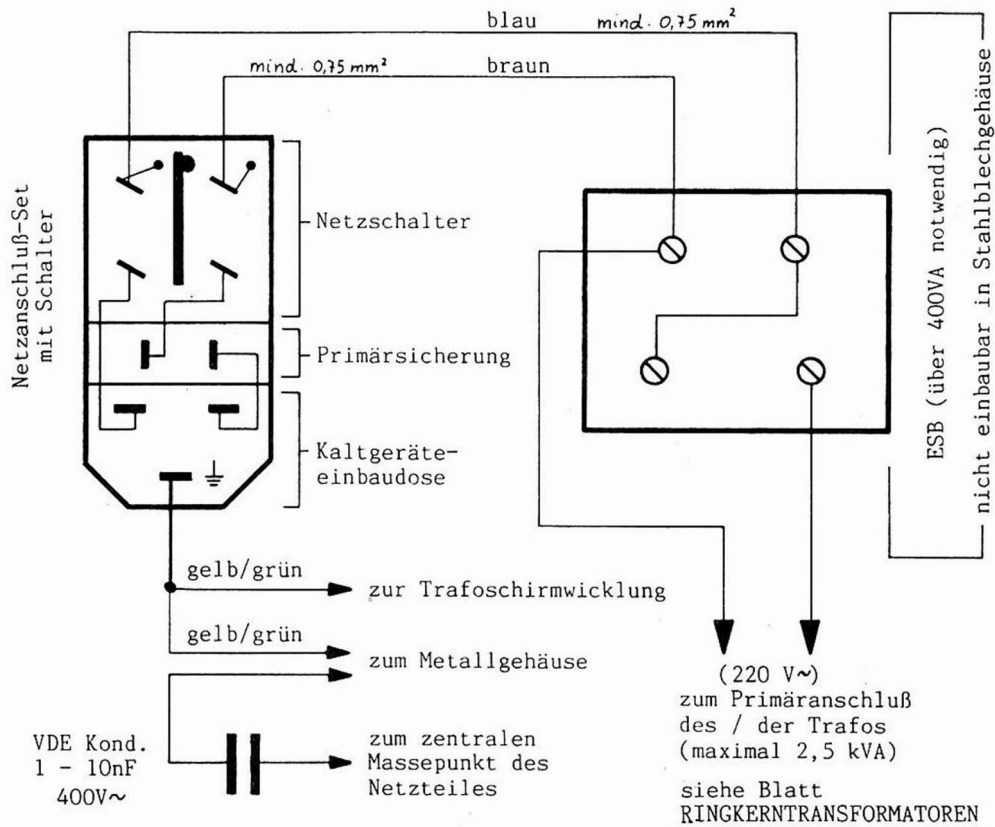 blau mind. 0,75 mm²
mind. 0,75 mm² braun
Netzanschluß-Set
mit Schalter
Netzschalter
Primärsicherung
Kaltgeräte-
einbaudose
ESB (über 400VA notwendig)
nicht einbaubar in Stahlblechgehäuse
gelb/grün
zur Trafoschirmwicklung
gelb/grün
zum Metallgehäuse
VDE Kond.
1 - 10nF
400V~
zum zentralen
Massepunkt des
Netzteiles
(220 V~)
zum Primäranschluß
des / der Trafos
(maximal 2,5 kVA)
siehe Blatt
RINGKERNTRANSFORMATOREN